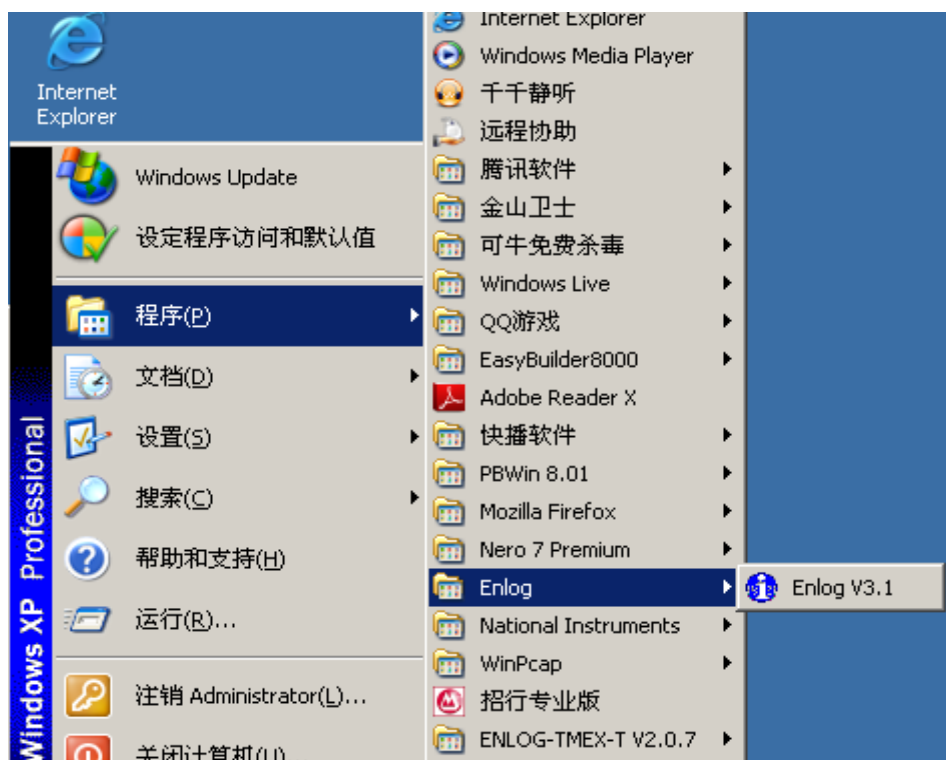 Internet
Explorer
Windows Update
设定程序访问和默认值
程序(P)
文档(D)
设置(S)
搜索(C)
帮助和支持(H)
运行(R)...
注销 Administrator(L)...
关闭计算机(U)...
Windows XP Professional
Internet Explorer
Windows Media Player
千千静听
远程协助
腾讯软件
金山卫士
可牛免费杀毒
Windows Live
QQ游戏
EasyBuilder8000
Adobe Reader X
快播软件
PBWin 8.01
Mozilla Firefox
Nero 7 Premium
Enlog
National Instruments
WinPcap
招行专业版
ENLOG-TMEX-T V2.0.7
Enlog V3.1